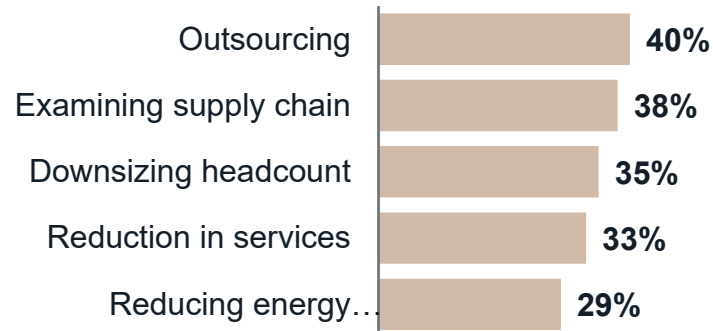 Outsourcing 40%
Examining supply chain 38%
Downsizing headcount 35%
Reduction in services 33%
Reducing energy… 29%